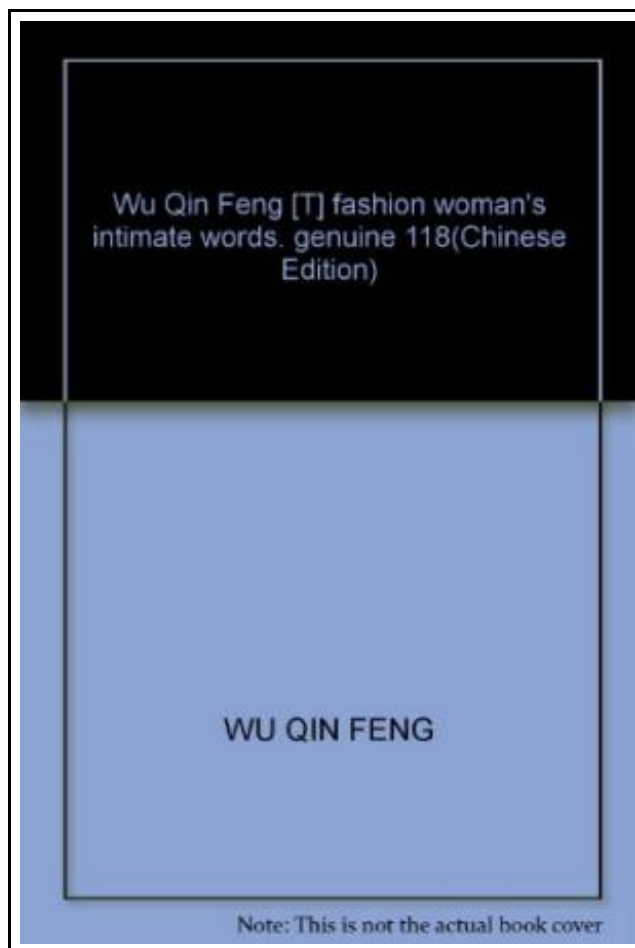 Wu Qin Feng [T] fashion woman's
intimate words. genuine 118(Chinese
Edition)
WU QIN FENG
Note: This is not the actual book cover